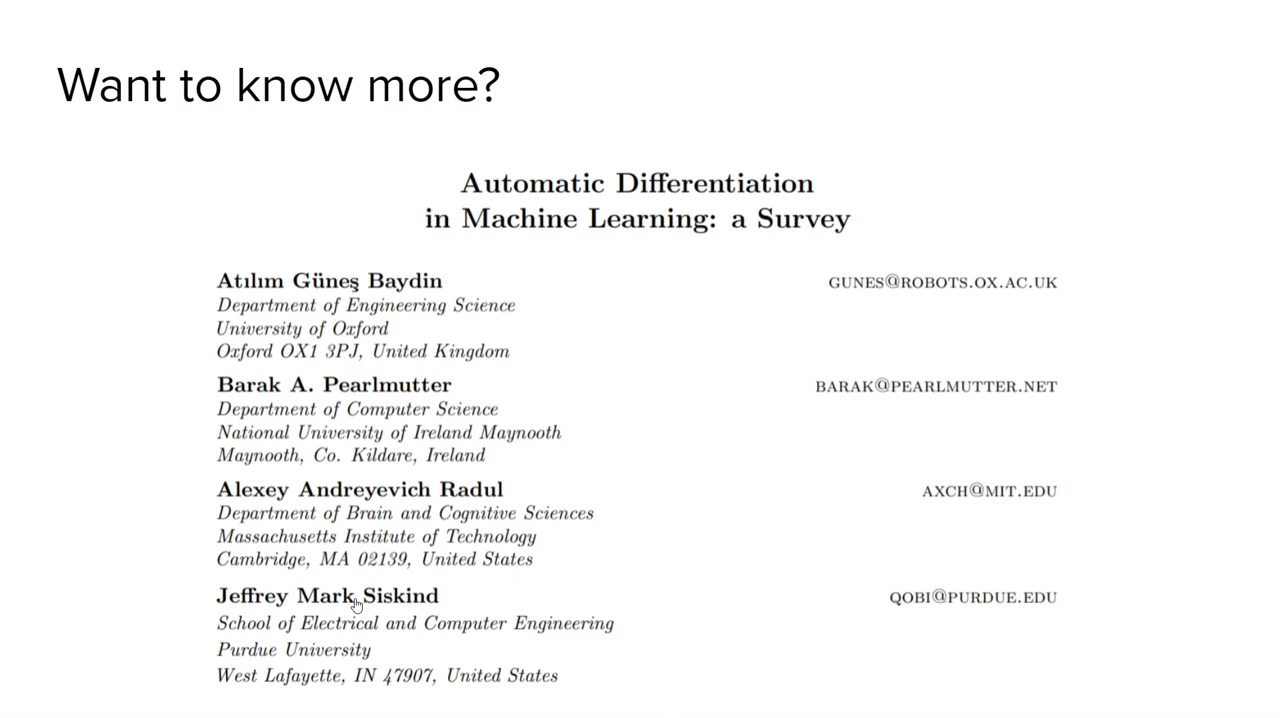 Want to know more?
Automatic Differentiation
in Machine Learning: a Survey
Atılım Güneş Baydin GUNES@ROBOTS.OX.AC.UK
Department of Engineering Science
University of Oxford
Oxford OX1 3PJ, United Kingdom
Barak A. Pearlmutter BARAK@PEARLMUTTER.NET
Department of Computer Science
National University of Ireland Maynooth
Maynooth, Co. Kildare, Ireland
Alexey Andreyevich Radul AXCH@MIT.EDU
Department of Brain and Cognitive Sciences
Massachusetts Institute of Technology
Cambridge, MA 02139, United States
Jeffrey Mark Siskind QOBI@PURDUE.EDU
School of Electrical and Computer Engineering
Purdue University
West Lafayette, IN 47907, United States